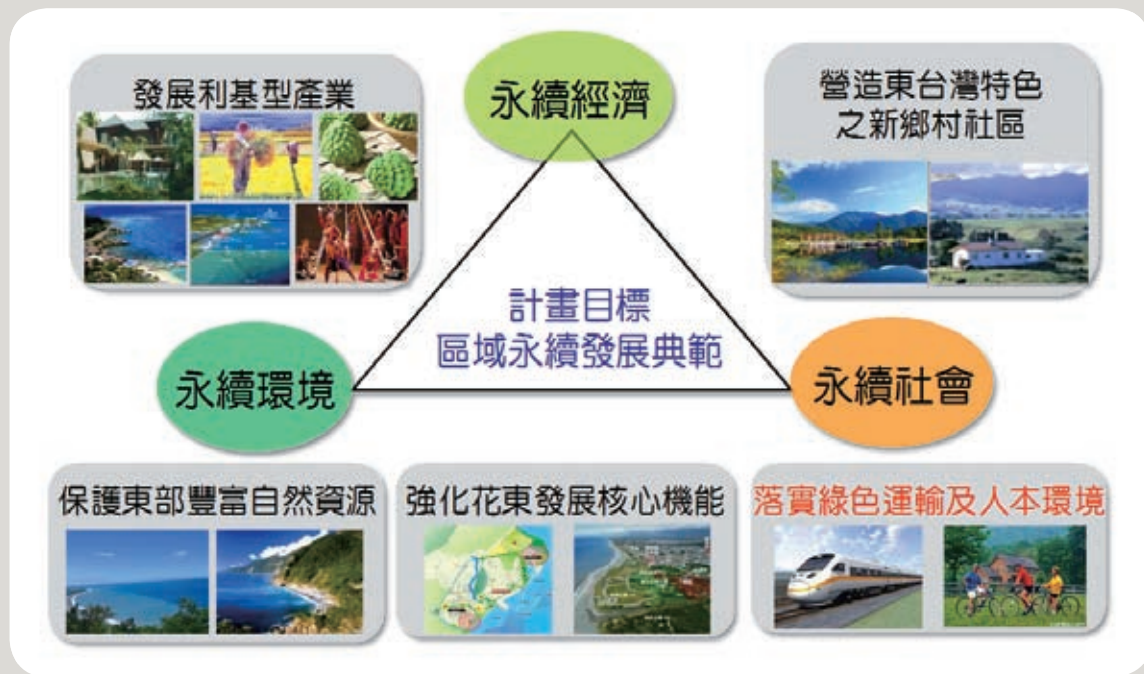 發展利基型產業
永續經濟
營造東台灣特色
之新鄉村社區
計畫目標
區域永續發展典範
永續環境
永續社會
保護東部豐富自然資源
強化花東發展核心機能
落實綠色運輸及人本環境